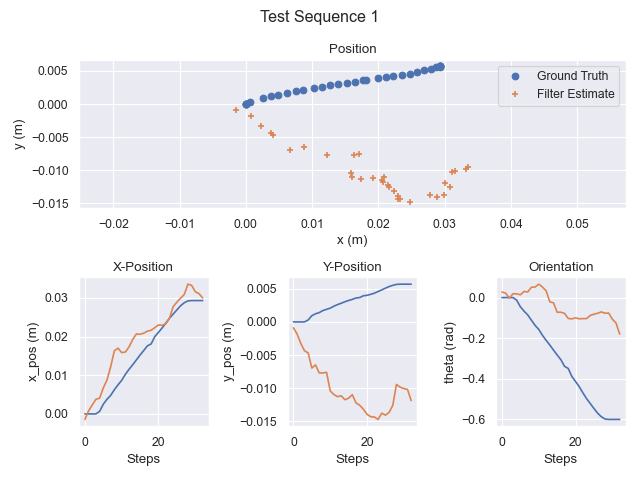 Test Sequence 1
Position
Ground Truth
Filter Estimate
y (m)
0.005
0.000
−0.005
−0.010
−0.015
−0.02
−0.01
0.00
0.01
0.02
0.03
0.04
0.05
x (m)
X-Position
x_pos (m)
0.03
0.02
0.01
0.00
0
20
Steps
Y-Position
y_pos (m)
0.005
0.000
−0.005
−0.010
−0.015
0
20
Steps
Orientation
theta (rad)
0.0
−0.2
−0.4
−0.6
0
20
Steps